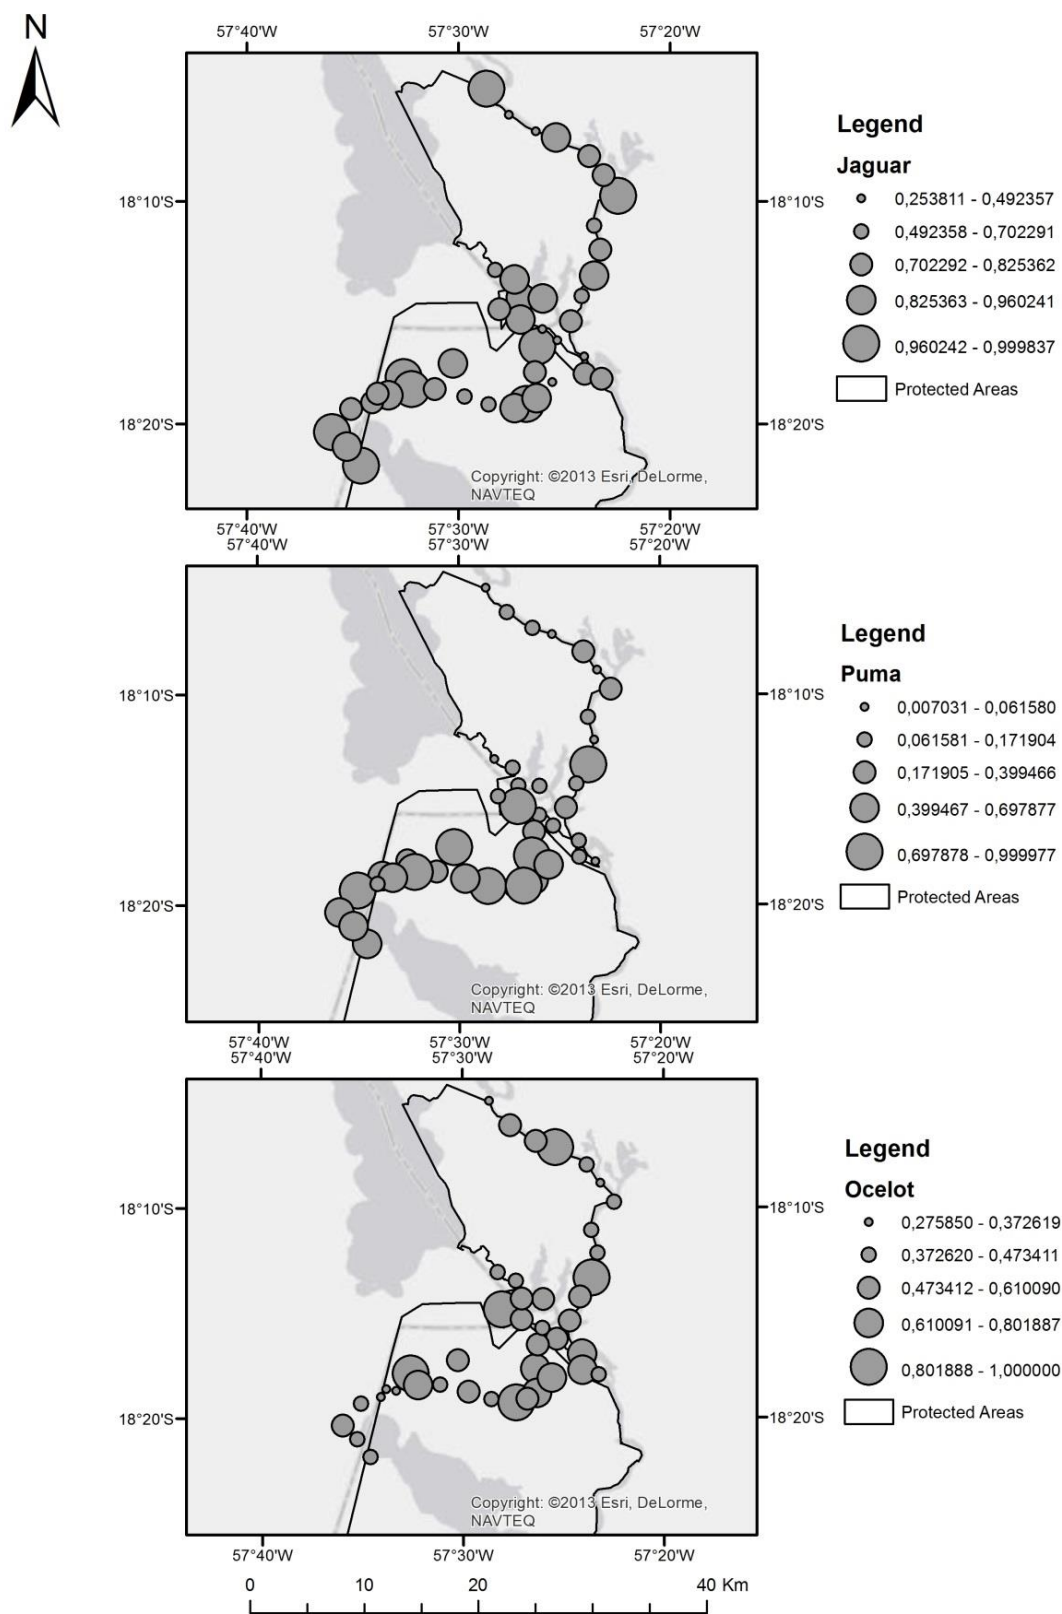 N
57°40'W 57°30'W 57°20'W
18°10'S 18°10'S
18°20'S 18°20'S
Copyright: ©2013 Esri, DeLorme,
NAVTEQ
57°40'W 57°30'W 57°20'W
Legend
Jaguar
0,253811 - 0,492357
0,492358 - 0,702291
0,702292 - 0,825362
0,825363 - 0,960241
0,960242 - 0,999837
Protected Areas
57°40'W 57°30'W 57°20'W
18°10'S 18°10'S
18°20'S 18°20'S
Copyright: ©2013 Esri, DeLorme,
NAVTEQ
57°40'W 57°30'W 57°20'W
Legend
Puma
0,007031 - 0,061580
0,061581 - 0,171904
0,171905 - 0,399466
0,399467 - 0,697877
0,697878 - 0,999977
Protected Areas
57°40'W 57°30'W 57°20'W
18°10'S 18°10'S
18°20'S 18°20'S
Copyright: ©2013 Esri, DeLorme,
NAVTEQ
57°40'W 57°30'W 57°20'W
Legend
Ocelot
0,275850 - 0,372619
0,372620 - 0,473411
0,473412 - 0,610090
0,610091 - 0,801887
0,801888 - 1,000000
Protected Areas
0 10 20 40 Km